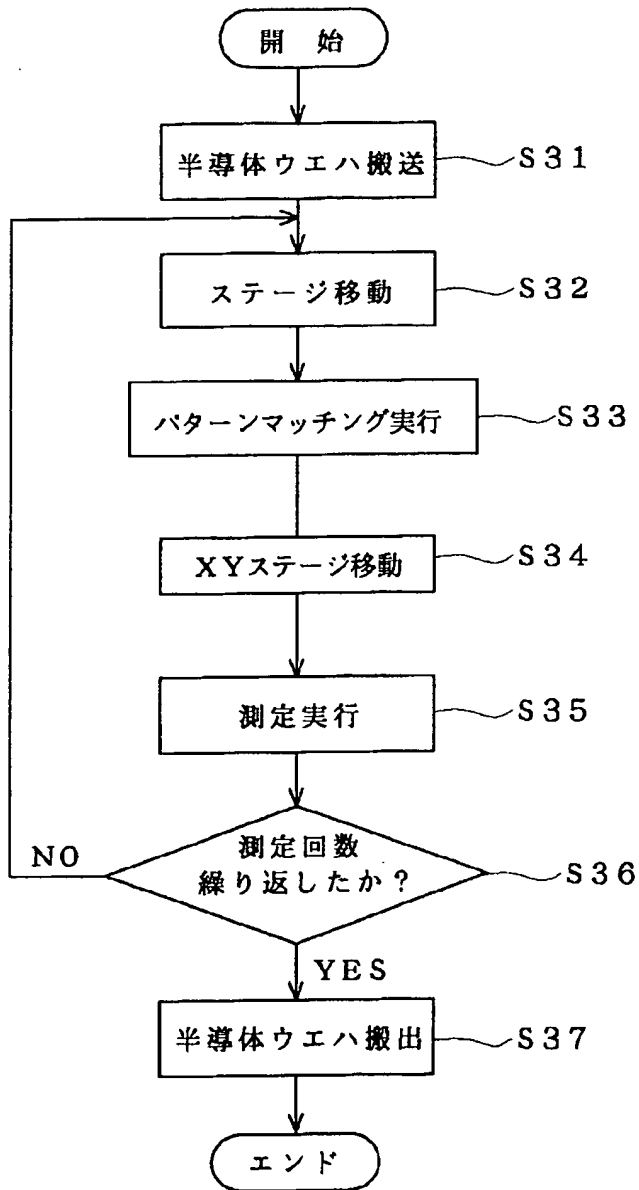 開 始
半導体ウエハ搬送
S31
ステージ移動
S32
パターンマッチング実行
S33
XYステージ移動
S34
測定実行
S35
測定回数
繰り返したか?
NO
S36
YES
半導体ウエハ搬出
S37
エンド